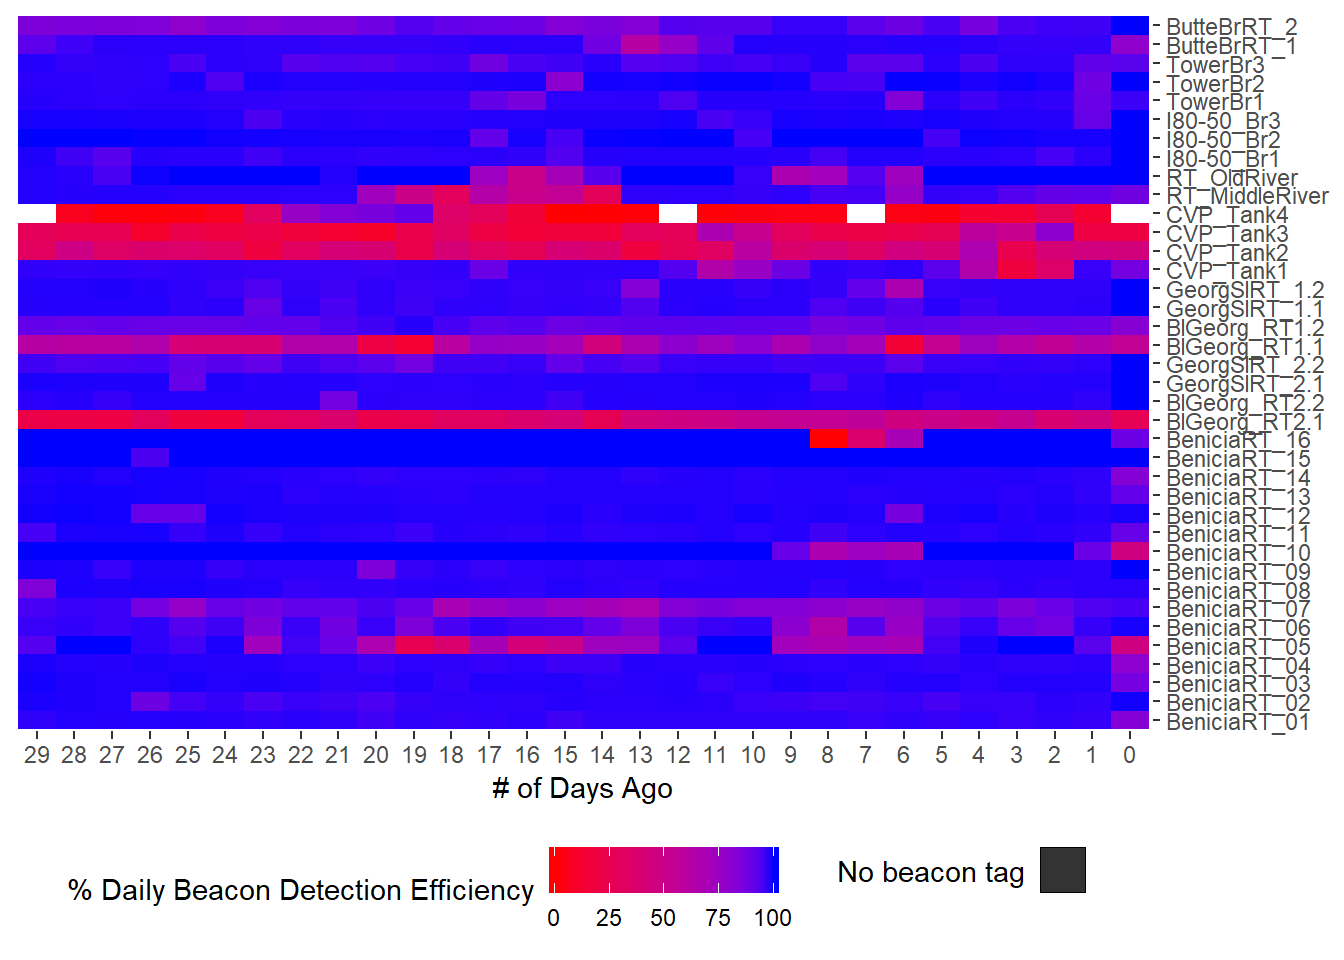 ButteBrRT_2
ButteBrRT_1
TowerBr3
TowerBr2
TowerBr1
I80-50_Br3
I80-50_Br2
I80-50_Br1
RT_OldRiver
RT_MiddleRiver
CVP_Tank4
CVP_Tank3
CVP_Tank2
CVP_Tank1
GeorgSlRT_1.2
GeorgSlRT_1.1
BlGeorg_RT1.2
BlGeorg_RT1.1
GeorgSlRT_2.2
GeorgSlRT_2.1
BlGeorg_RT2.2
BlGeorg_RT2.1
BeniciaRT_16
BeniciaRT_15
BeniciaRT_14
BeniciaRT_13
BeniciaRT_12
BeniciaRT_11
BeniciaRT_10
BeniciaRT_09
BeniciaRT_08
BeniciaRT_07
BeniciaRT_06
BeniciaRT_05
BeniciaRT_04
BeniciaRT_03
BeniciaRT_02
BeniciaRT_01
29 28 27 26 25 24 23 22 21 20 19 18 17 16 15 14 13 12 11 10 9 8 7 6 5 4 3 2 1 0
# of Days Ago
% Daily Beacon Detection Efficiency
0 25 50 75 100
No beacon tag